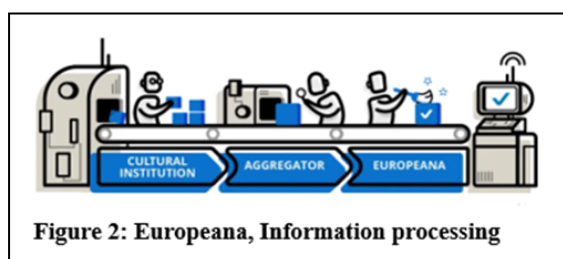 CULTURAL
INSTITUTION
AGGREGATOR
EUROPEANA
Figure 2: Europeana, Information processing